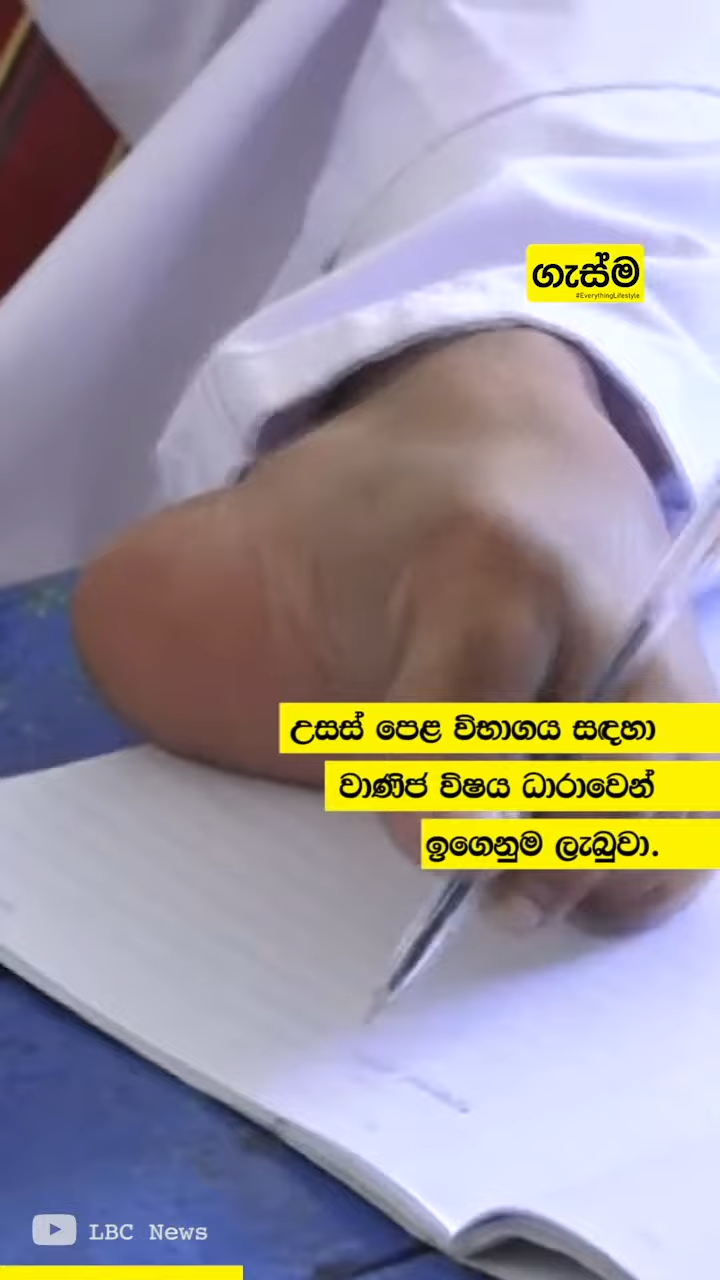 ගැස්ම
#EverythingLifestyle
උසස් පෙළ විභාගය සඳහා
වාණිජ විෂය ධාරාවෙන්
ඉගෙනුම ලැබුවා.
LBC News